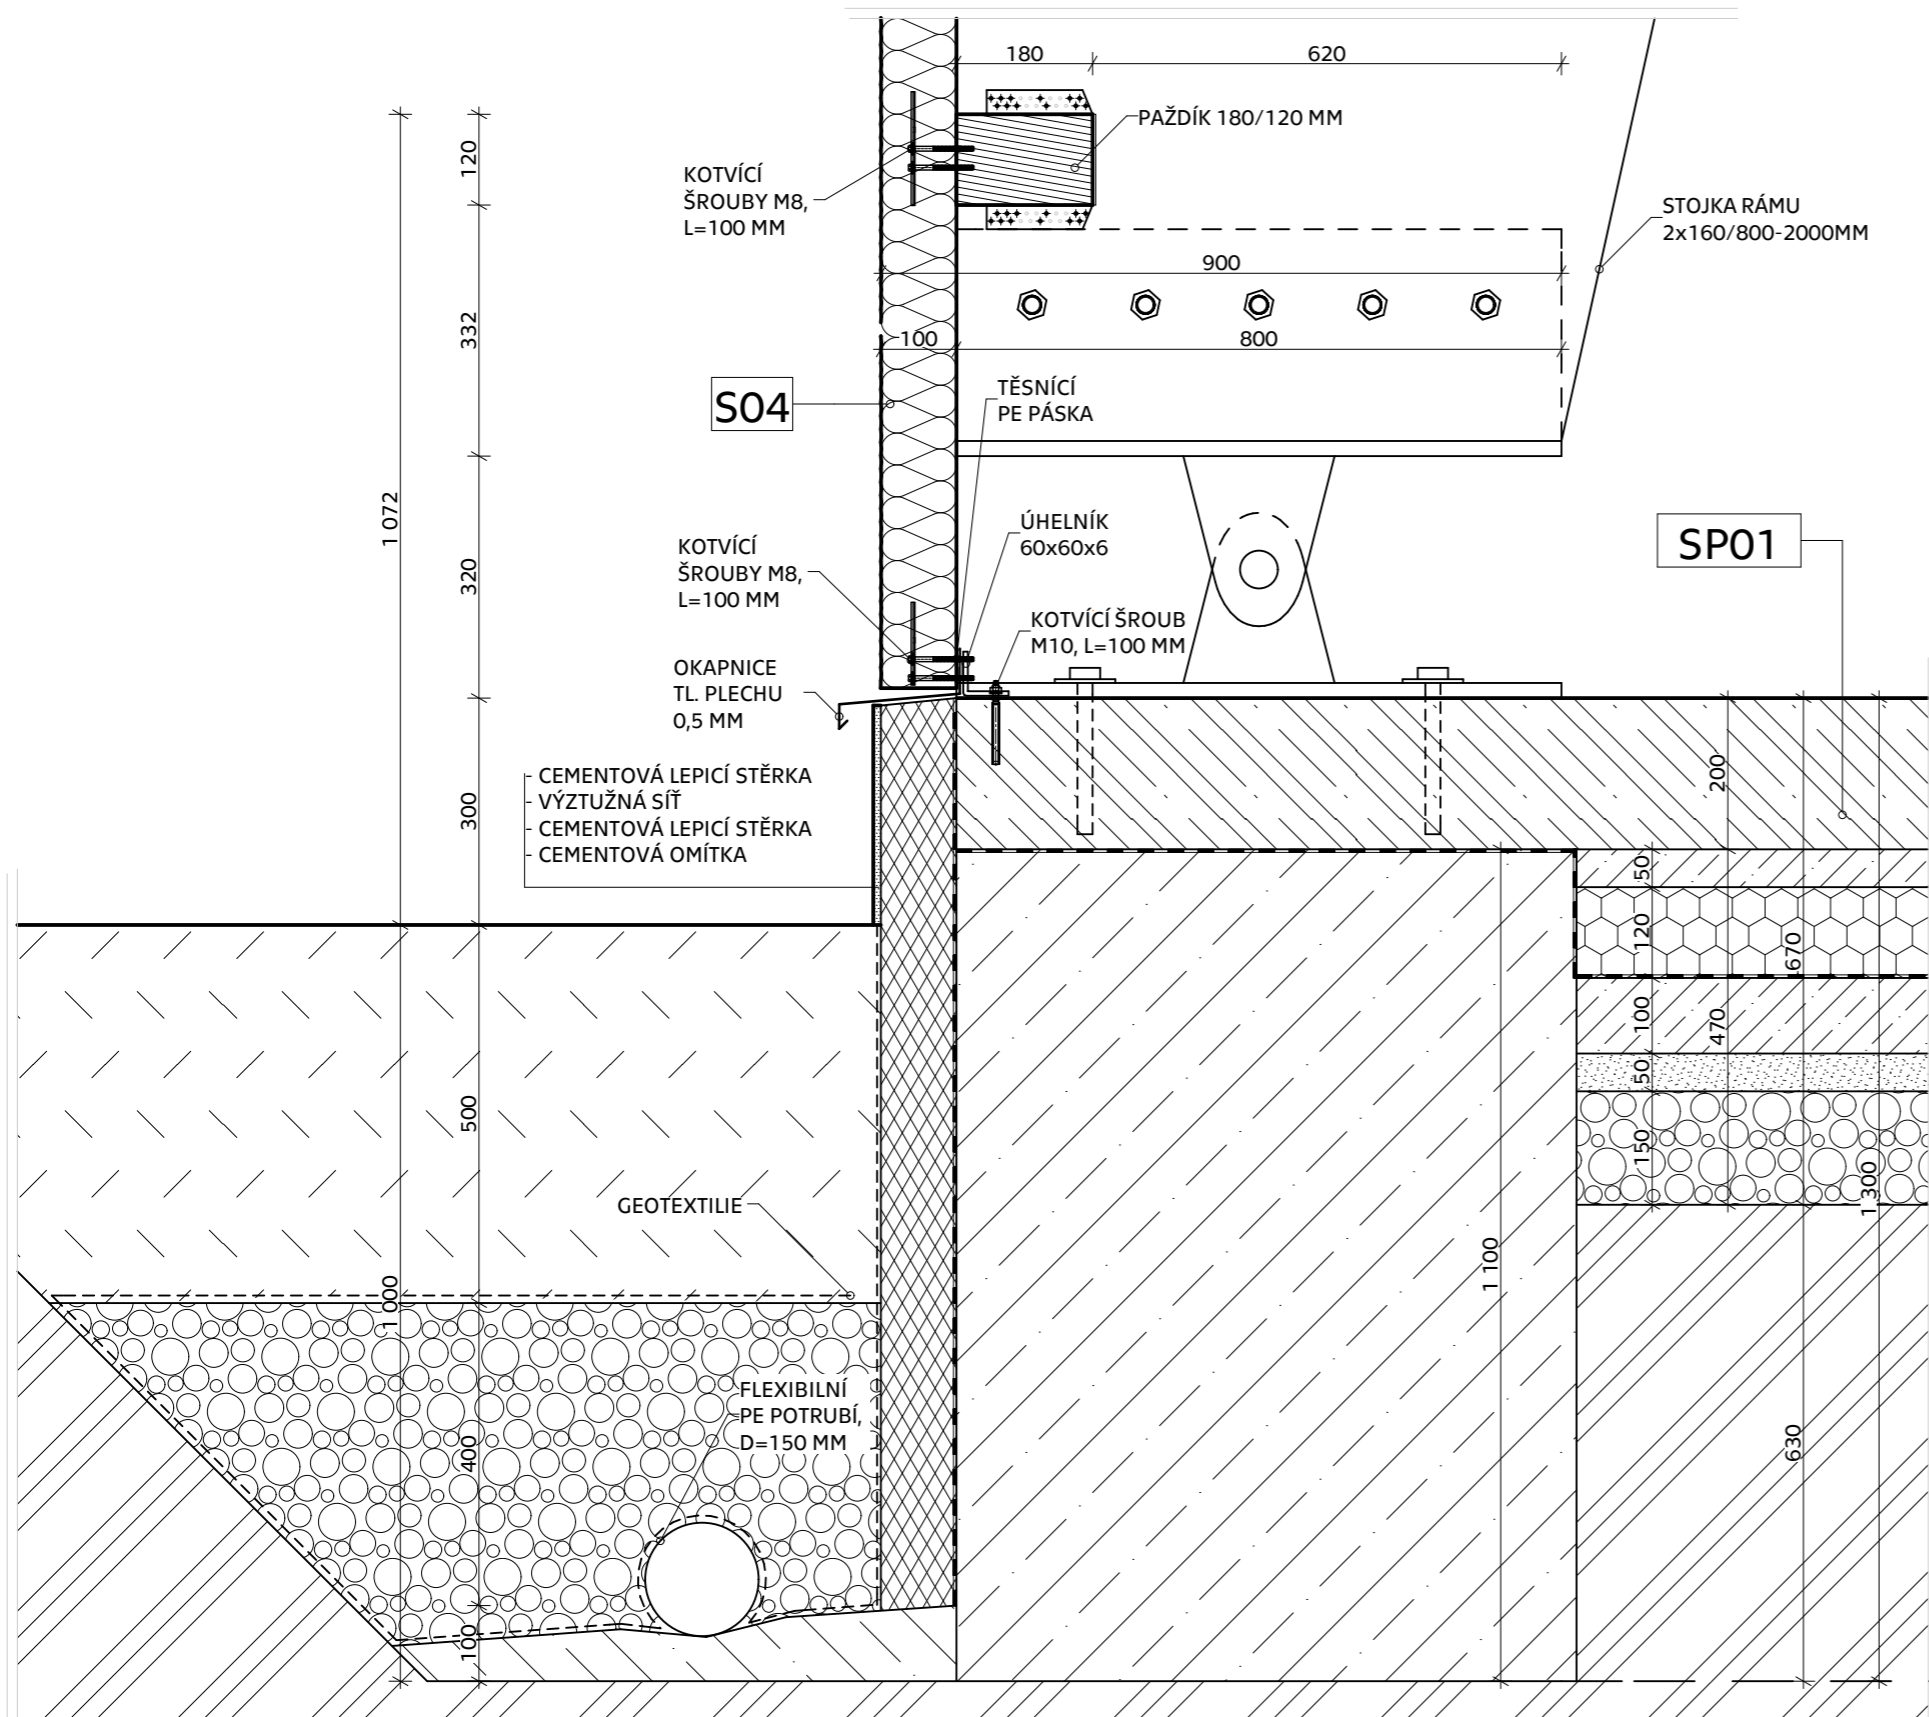 180
620
PAŽDÍK 180/120 MM
120
KOTVÍCÍ
ŠROUBY M8,
L=100 MM
STOJKA RÁMU
2x160/800-2000MM
900
332
100
800
S04
TĚSNÍCÍ
PE PÁSKA
1 072
ÚHELNÍK
60x60x6
SP01
KOTVÍCÍ
ŠROUBY M8,
L=100 MM
320
KOTVÍCÍ ŠROUB
M10, L=100 MM
OKAPNICE
TL. PLECHU
0,5 MM
200
- CEMENTOVÁ LEPICÍ STĚRKA
- VÝZTUŽNÁ SÍŤ
- CEMENTOVÁ LEPICÍ STĚRKA
- CEMENTOVÁ OMÍTKA
300
50
120
670
100
470
50
500
150
1 300
GEOTEXTILIE
1 100
1 000
FLEXIBILNÍ
PE POTRUBÍ,
D=150 MM
400
630
100